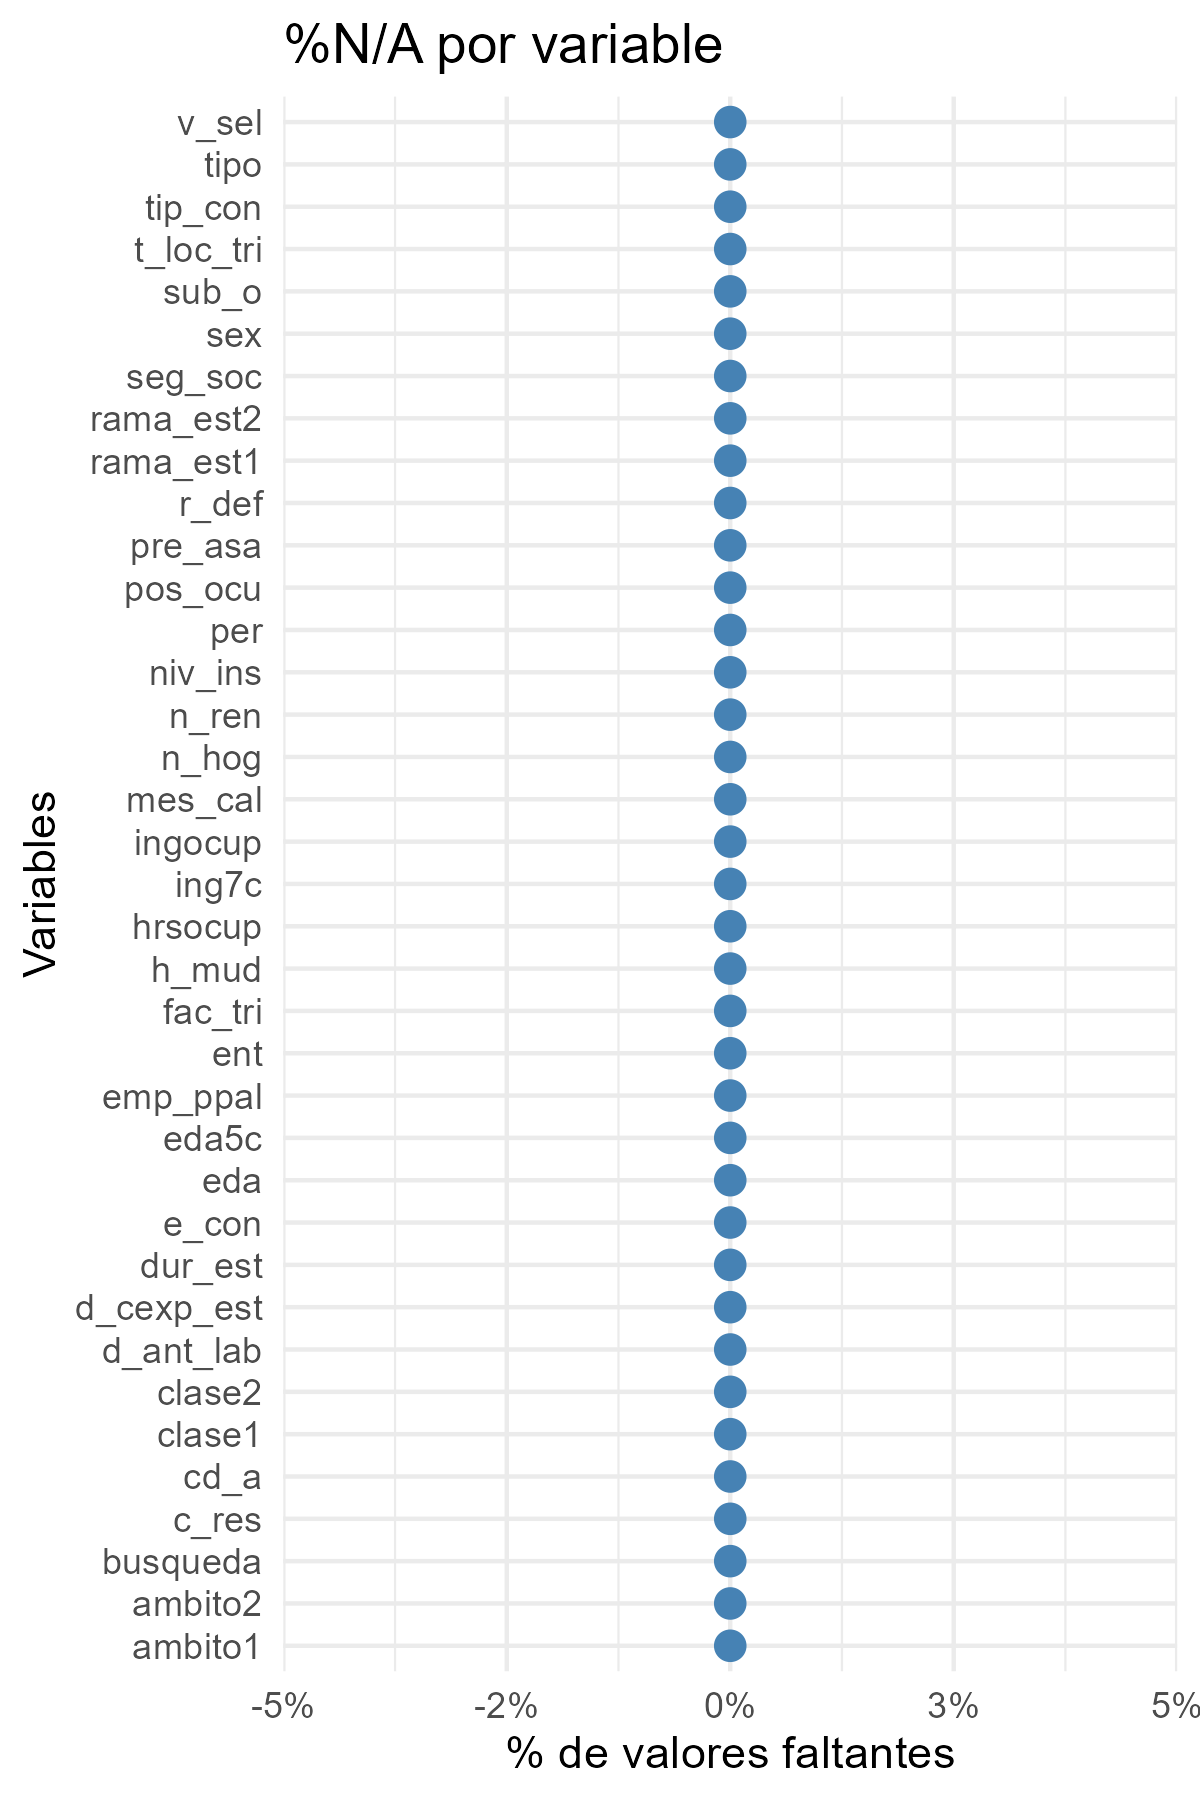 %N/A por variable
v_sel
tipo
tip_con
t_loc_tri
sub_o
sex
seg_soc
rama_est2
rama_est1
r_def
pre_asa
pos_ocu
per
niv_ins
n_ren
n_hog
mes_cal
ingocup
ing7c
hrsocup
h_mud
fac_tri
ent
emp_ppal
eda5c
eda
e_con
dur_est
d_cexp_est
d_ant_lab
clase2
clase1
cd_a
c_res
busqueda
ambito2
ambito1
Variables
-5% -2% 0% 3% 5%
% de valores faltantes